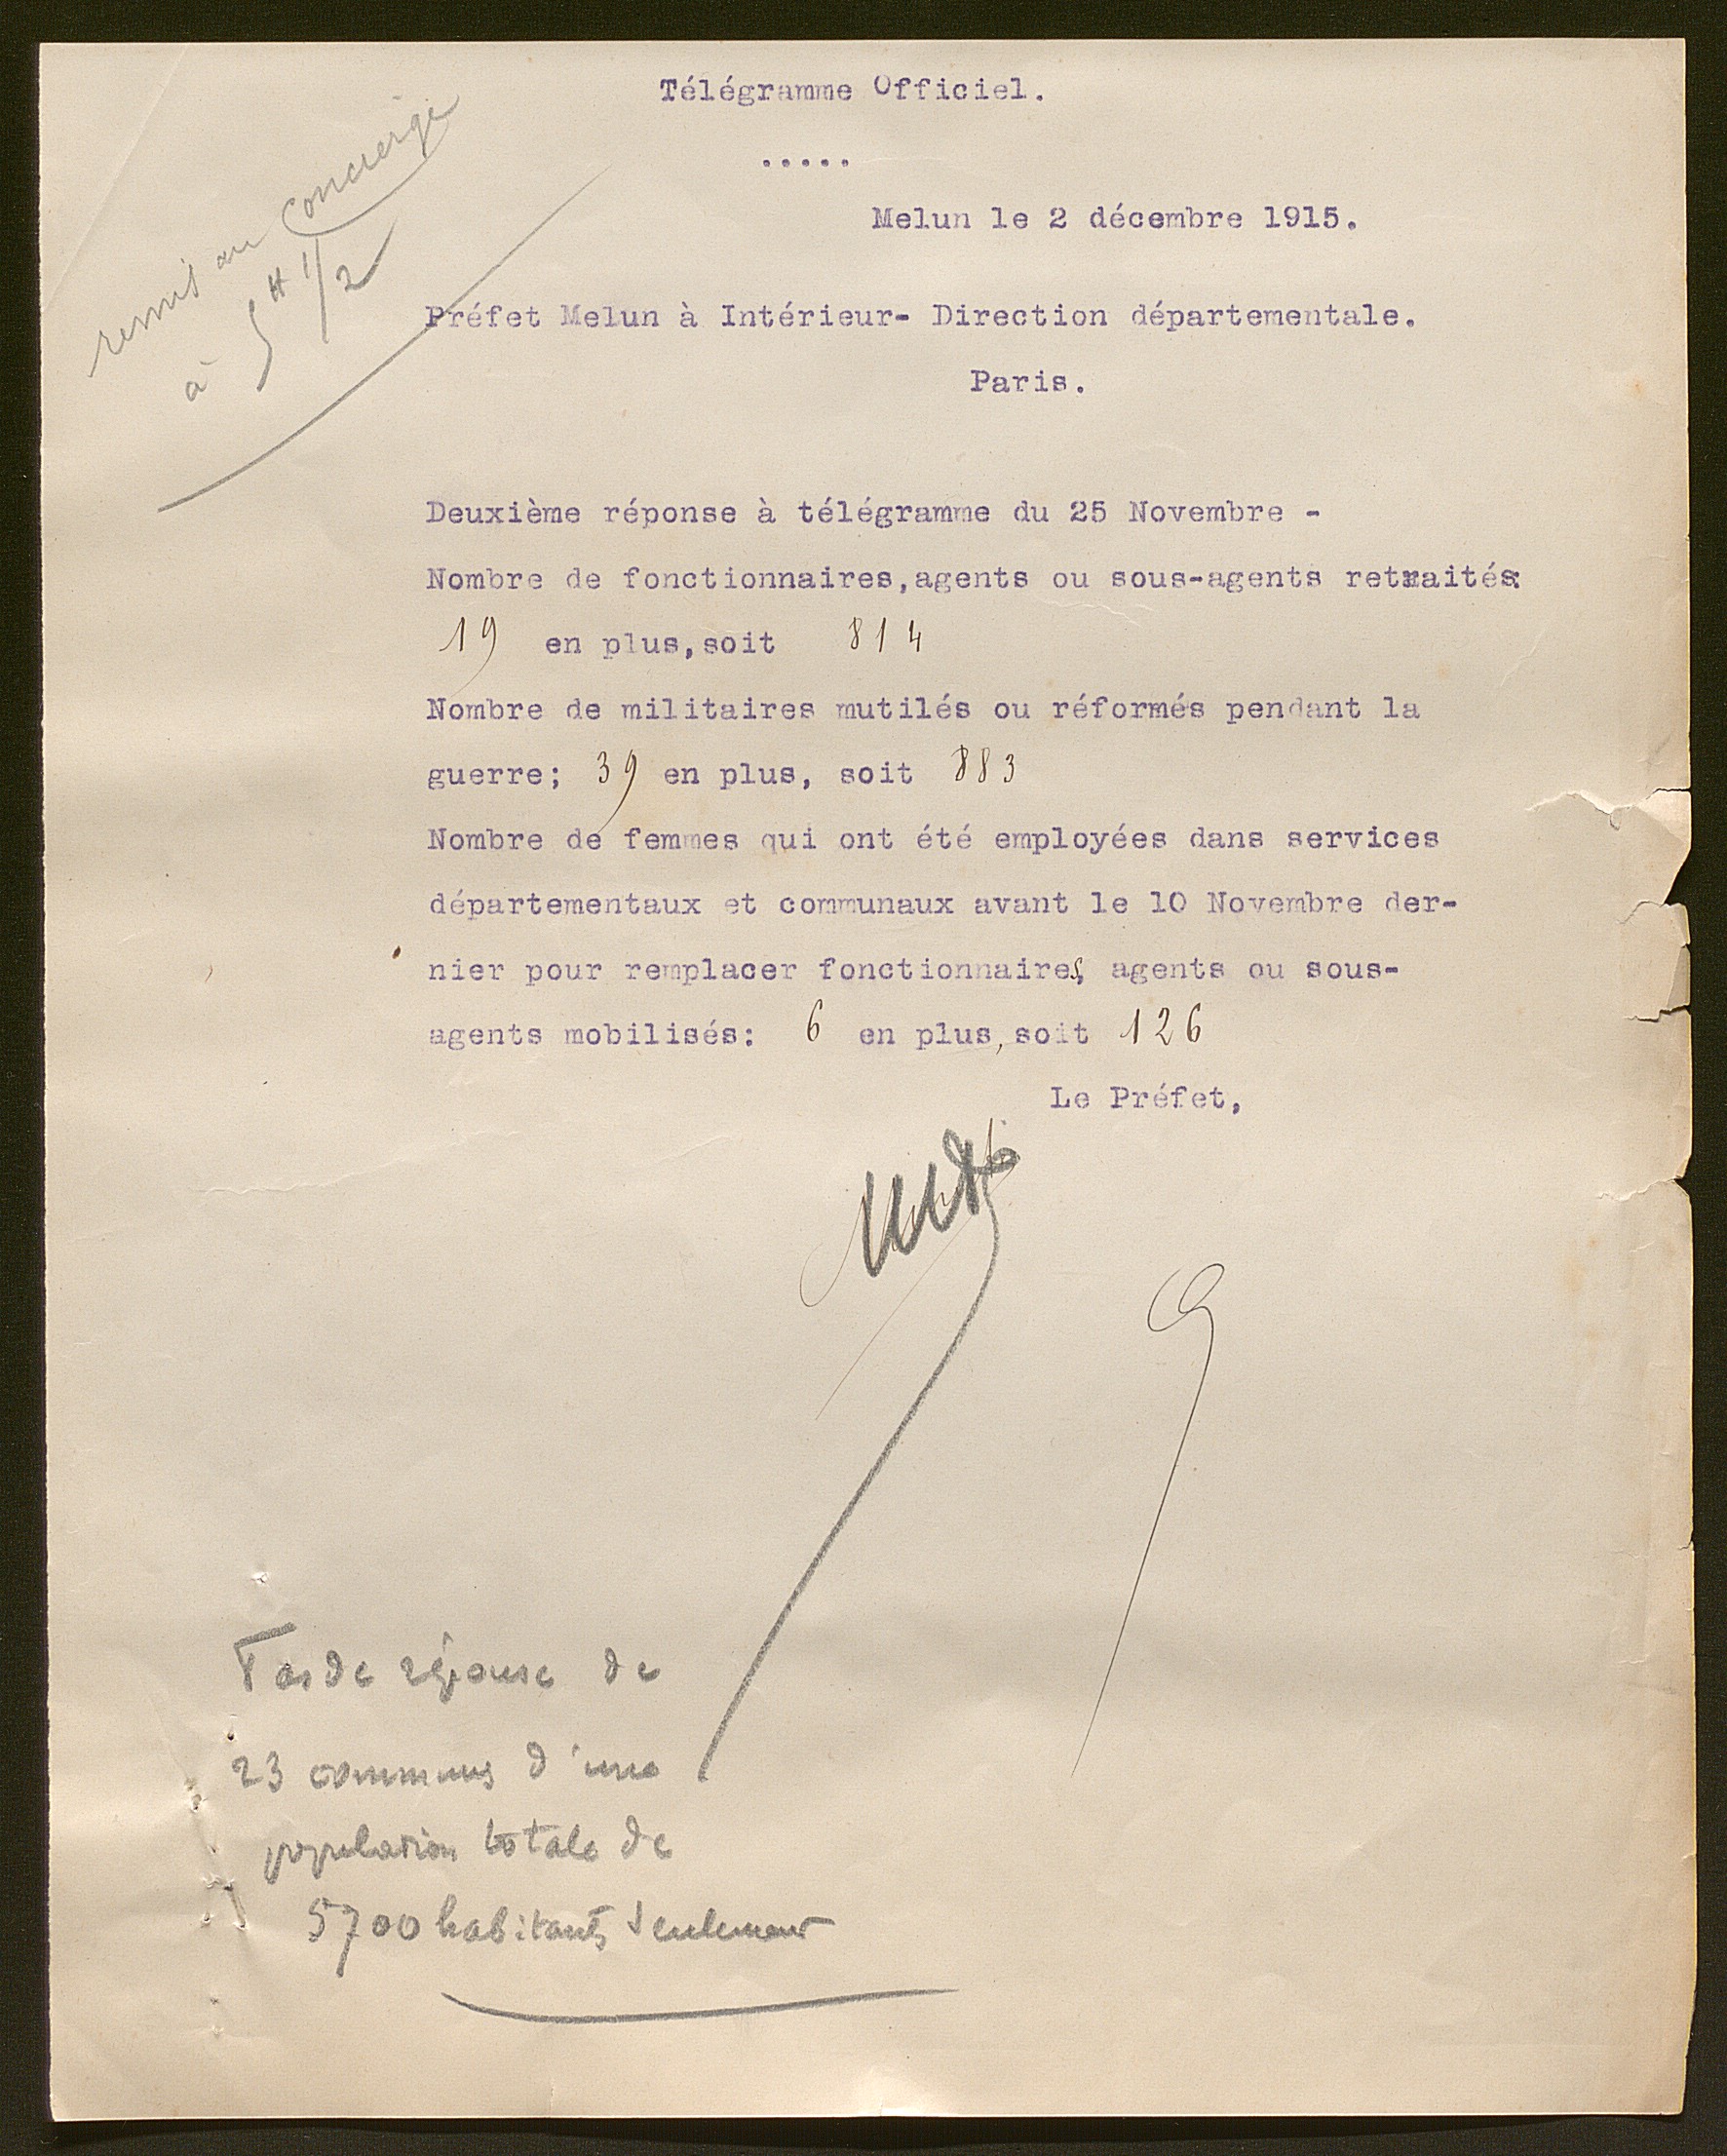 Télégramme Officiel.
.....
remis au concierge
à 5 H 1/2
Melun le 2 décembre 1915.
Préfet Melun à Intérieur- Direction départementale.
Paris.
Deuxième réponse à télégramme du 25 Novembre -
Nombre de fonctionnaires,agents ou sous-agents retraités:
19 en plus,soit 814
Nombre de militaires mutilés ou réformés pendant la
guerre; 39 en plus, soit 883
Nombre de femmes qui ont été employées dans services
départementaux et communaux avant le 10 Novembre der-
nier pour remplacer fonctionnaires, agents ou sous-
agents mobilisés: 6 en plus, soit 126
Le Préfet,
Pas de réponse de
23 communes d'une
population totale de
5700 habitants seulement